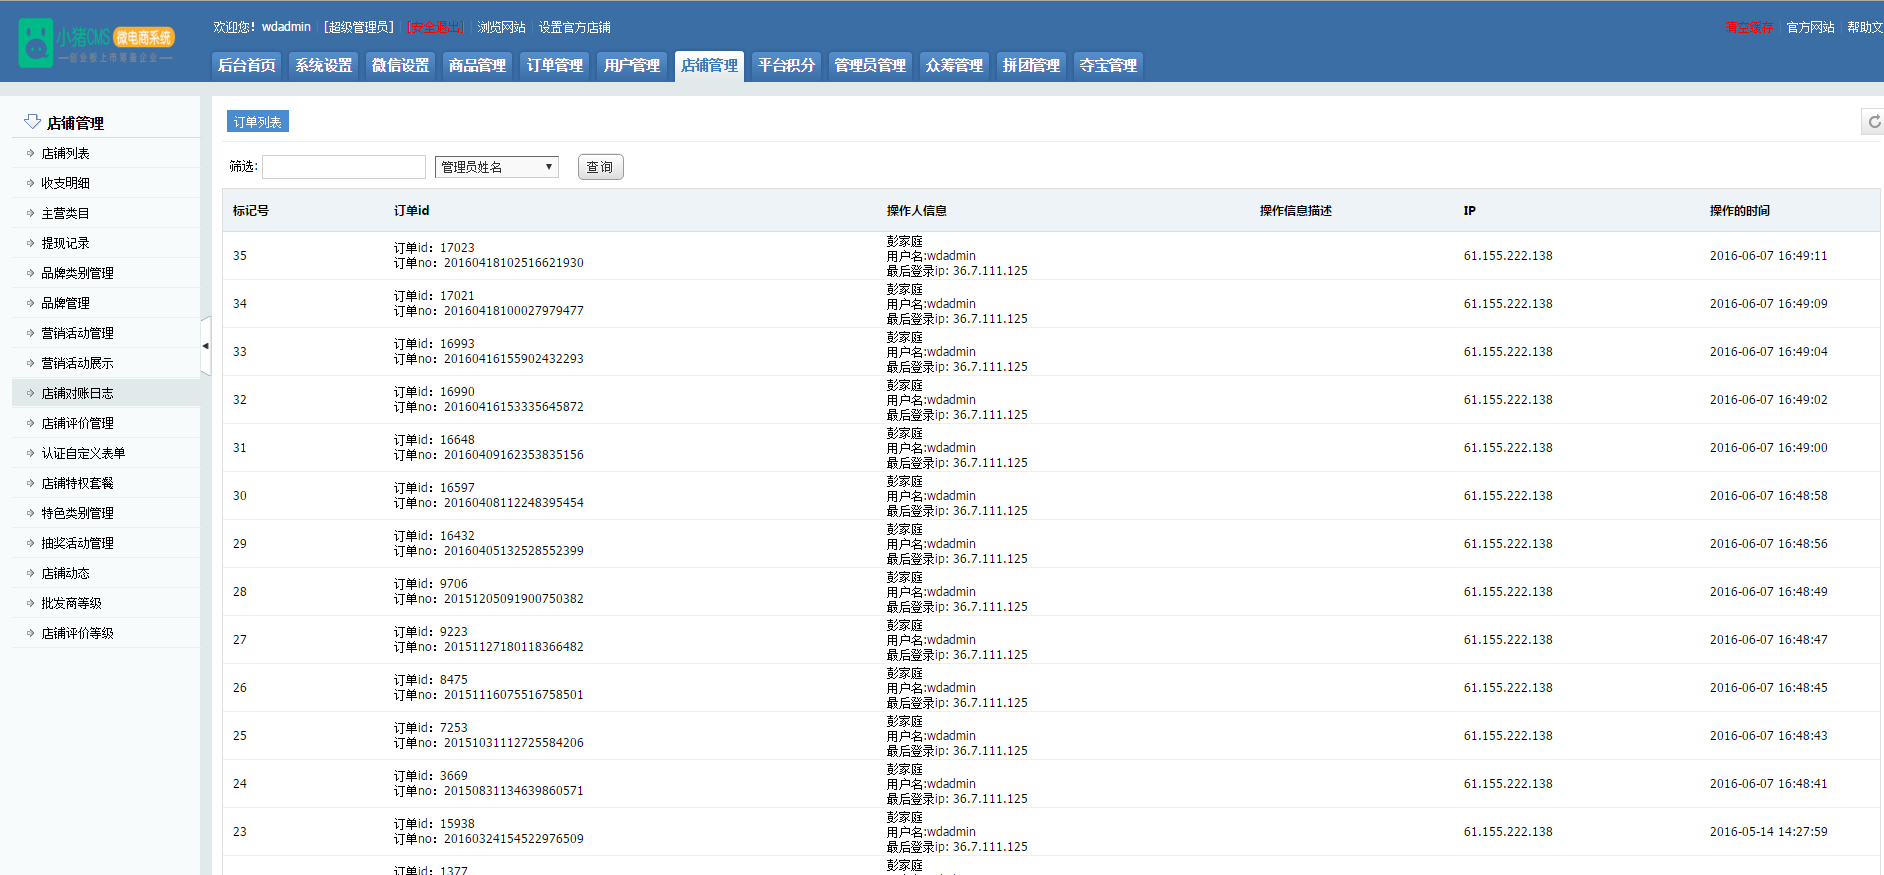 小猪CMS 微电商系统
欢迎您! wdadmin [超级管理员] [安全退出] 浏览网站 设置官方店铺
清空缓存 官方网站 帮助文
后台首页 系统设置 微信设置 商品管理 订单管理 用户管理 店铺管理 平台积分 管理员管理 众筹管理 拼团管理 夺宝管理
店铺管理
店铺列表
收支明细
主营类目
提现记录
品牌类别管理
品牌管理
营销活动管理
营销活动展示
店铺对账日志
店铺评价管理
认证自定义表单
店铺特权套餐
特色类别管理
抽奖活动管理
店铺动态
批发商等级
店铺评价等级
订单列表
筛选: 管理员姓名 查询
标记号 订单id 操作人信息 操作信息描述 IP 操作的时间
35 订单id：17023 彭家庭 61.155.222.138 2016-06-07 16:49:11
订单no：20160418102516621930 用户名:wdadmin
最后登录ip: 36.7.111.125
34 订单id：17021 彭家庭 61.155.222.138 2016-06-07 16:49:09
订单no：20160418100027979477 用户名:wdadmin
最后登录ip: 36.7.111.125
33 订单id：16993 彭家庭 61.155.222.138 2016-06-07 16:49:04
订单no：20160416155902432293 用户名:wdadmin
最后登录ip: 36.7.111.125
32 订单id：16990 彭家庭 61.155.222.138 2016-06-07 16:49:02
订单no：20160416153335645872 用户名:wdadmin
最后登录ip: 36.7.111.125
31 订单id：16648 彭家庭 61.155.222.138 2016-06-07 16:49:00
订单no：20160409162353835156 用户名:wdadmin
最后登录ip: 36.7.111.125
30 订单id：16597 彭家庭 61.155.222.138 2016-06-07 16:48:58
订单no：20160408112248395454 用户名:wdadmin
最后登录ip: 36.7.111.125
29 订单id：16432 彭家庭 61.155.222.138 2016-06-07 16:48:56
订单no：20160405132528552399 用户名:wdadmin
最后登录ip: 36.7.111.125
28 订单id：9706 彭家庭 61.155.222.138 2016-06-07 16:48:49
订单no：20151205091900750382 用户名:wdadmin
最后登录ip: 36.7.111.125
27 订单id：9223 彭家庭 61.155.222.138 2016-06-07 16:48:47
订单no：20151127180118366482 用户名:wdadmin
最后登录ip: 36.7.111.125
26 订单id：8475 彭家庭 61.155.222.138 2016-06-07 16:48:45
订单no：20151116075516758501 用户名:wdadmin
最后登录ip: 36.7.111.125
25 订单id：7253 彭家庭 61.155.222.138 2016-06-07 16:48:43
订单no：20151031112725584206 用户名:wdadmin
最后登录ip: 36.7.111.125
24 订单id：3669 彭家庭 61.155.222.138 2016-06-07 16:48:41
订单no：20150831134639860571 用户名:wdadmin
最后登录ip: 36.7.111.125
23 订单id：15938 彭家庭 61.155.222.138 2016-05-14 14:27:59
订单no：20160324154522976509 用户名:wdadmin
最后登录ip: 36.7.111.125
订单id：1377 彭家庭